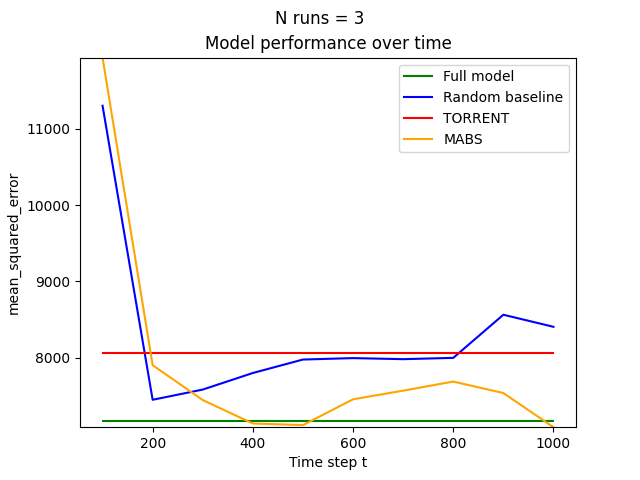 N runs = 3
Model performance over time
Full model
Random baseline
TORRENT
MABS
mean_squared_error
11000
10000
9000
8000
200 400 600 800 1000
Time step t